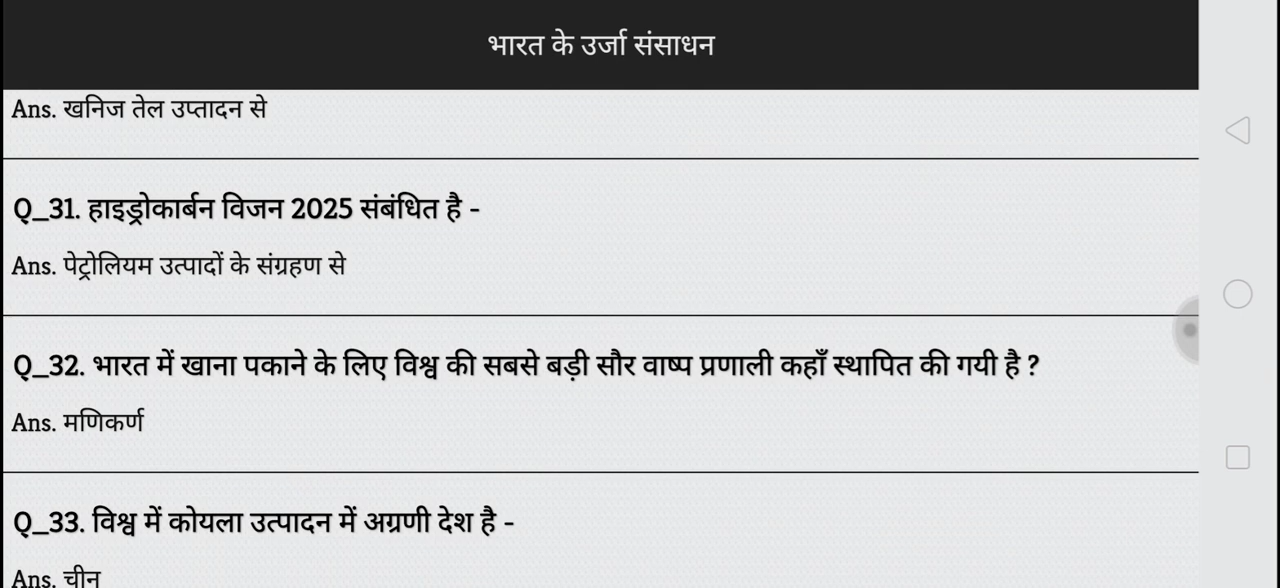 भारत के उर्जा संसाधन
Ans. खनिज तेल उप्तादन से
Q_31. हाइड्रोकार्बन विजन 2025 संबंधित है -
Ans. पेट्रोलियम उत्पादों के संग्रहण से
Q_32. भारत में खाना पकाने के लिए विश्व की सबसे बड़ी सौर वाष्प प्रणाली कहाँ स्थापित की गयी है ?
Ans. मणिकर्ण
Q_33. विश्व में कोयला उत्पादन में अग्रणी देश है -
Ans. चीन